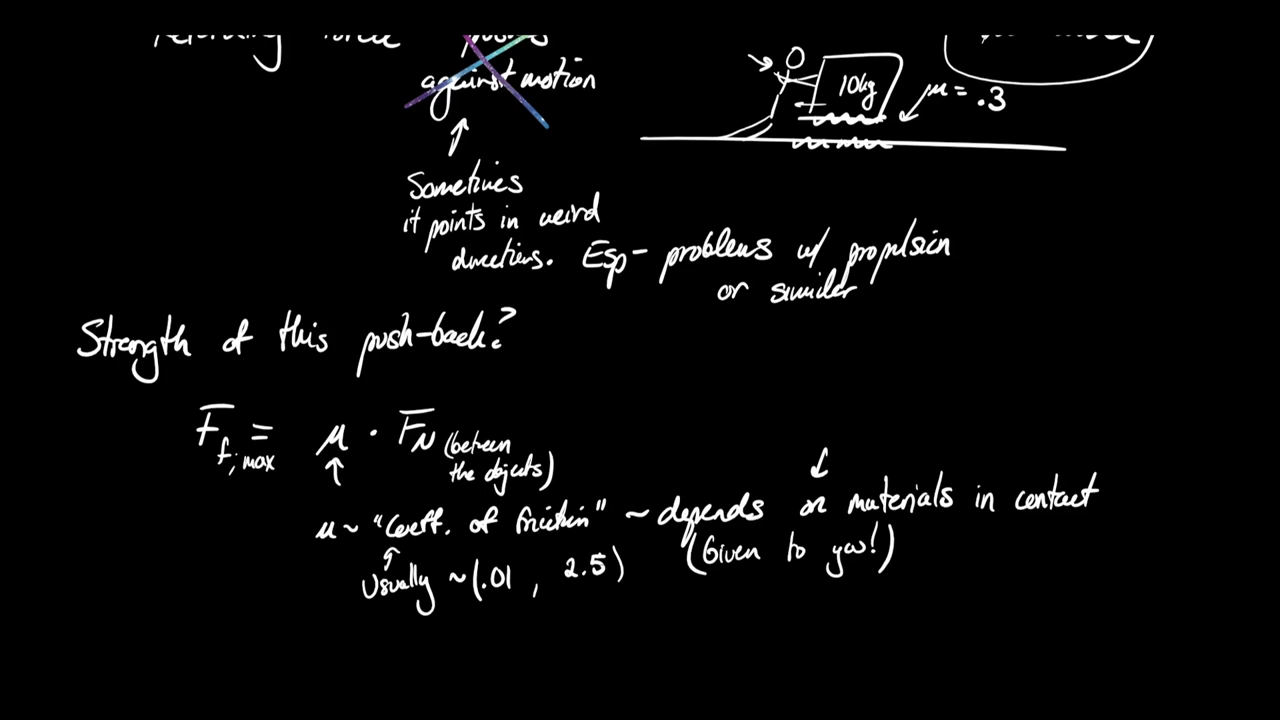 against motion
10kg
μ = .3
Sometimes
it points in weird
directions. Esp- problems w/ propulsion
or similar
Strength of this push-back?
F f, max = μ · F N (between
the objects)
μ ~ "Coeff. of friction" ~ depends on materials in contact
(Given to you!)
Usually ~ (.01 , 2.5)